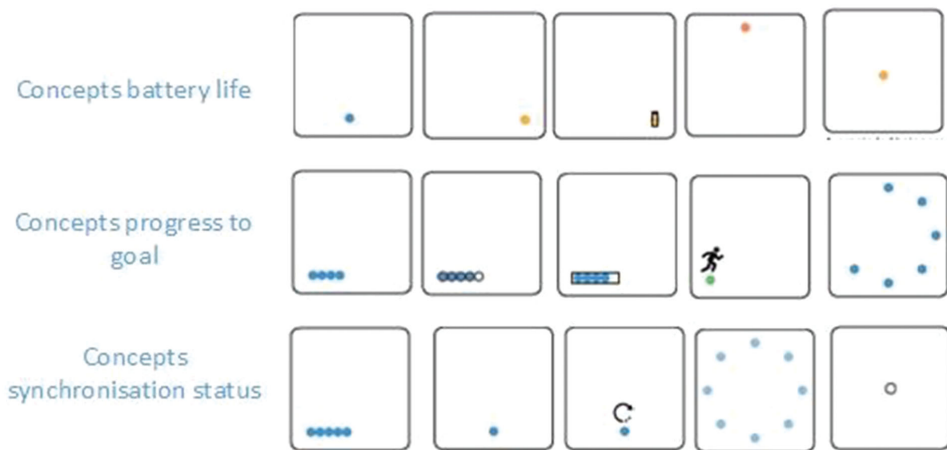 Concepts battery life
Concepts progress to
goal
Concepts
synchronisation status